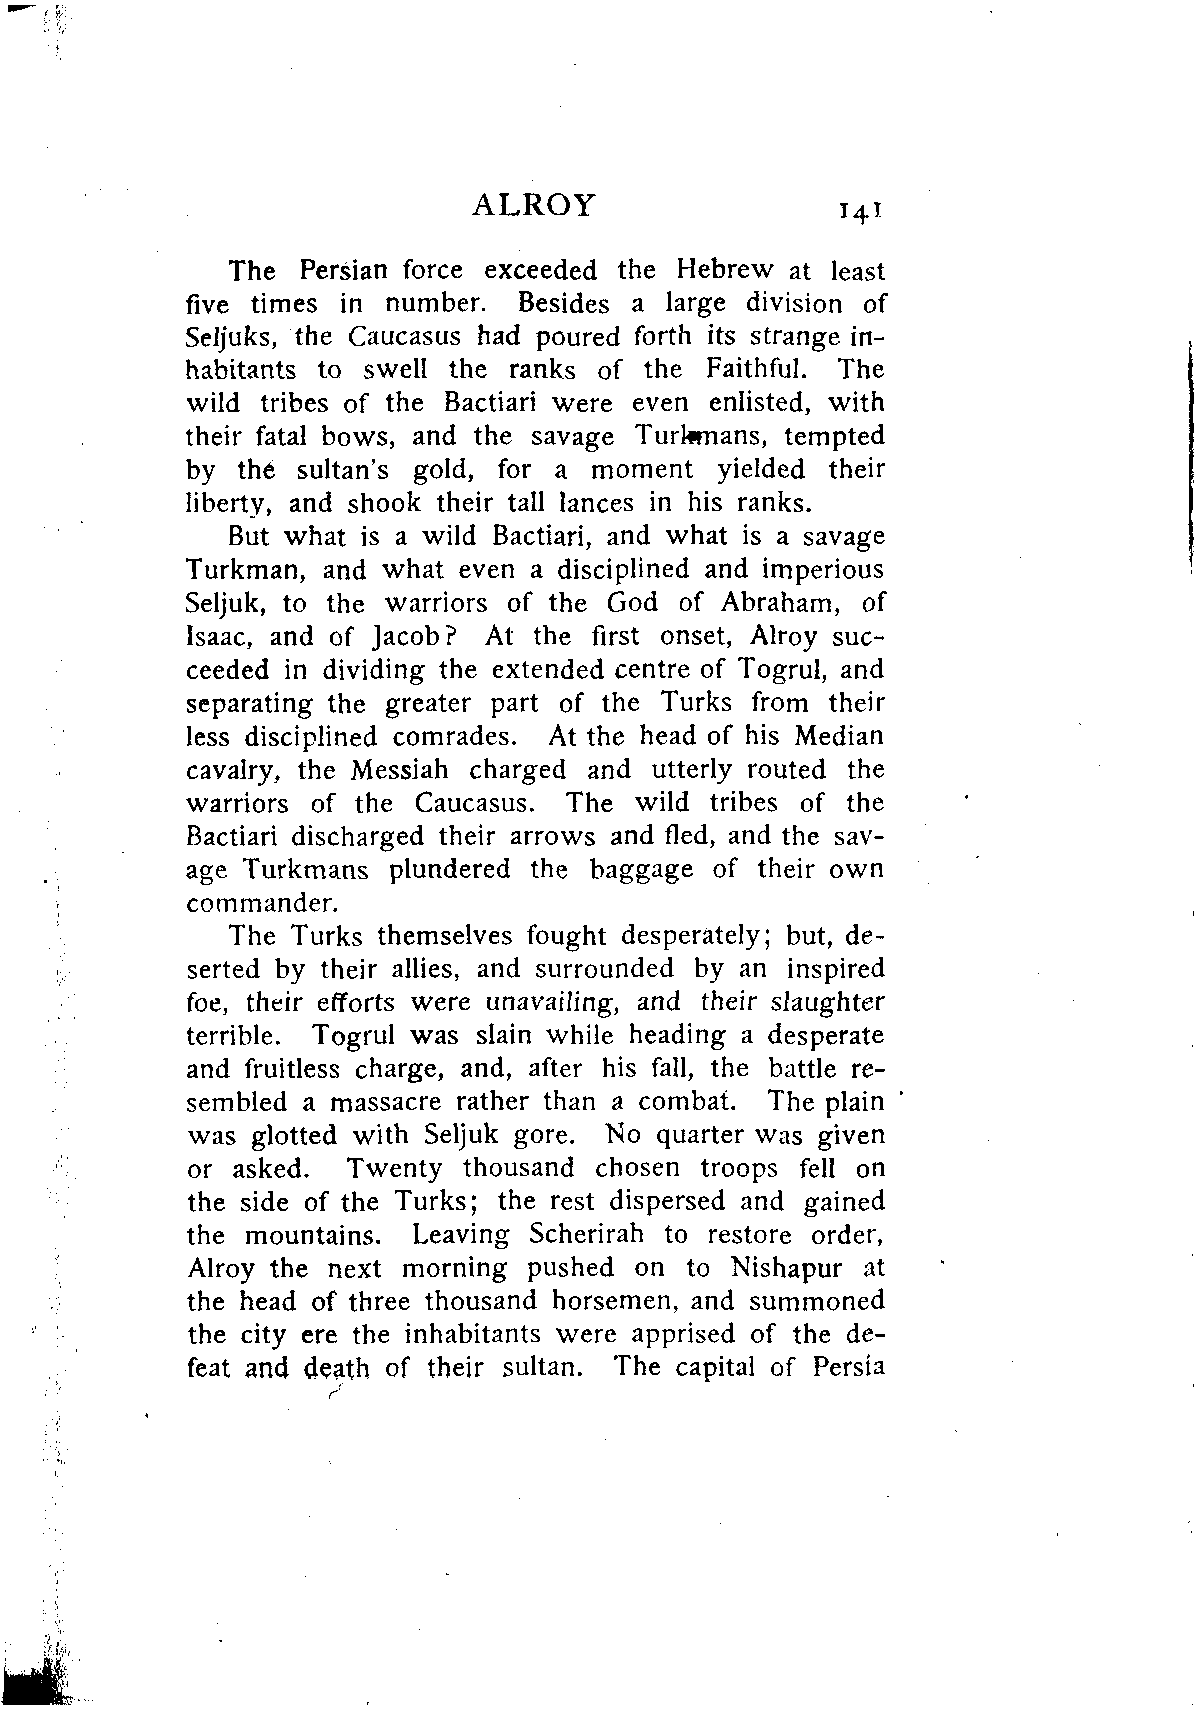 ALROY 141
The Persian force exceeded the Hebrew at least
five times in number. Besides a large division of
Seljuks, the Caucasus had poured forth its strange in-
habitants to swell the ranks of the Faithful. The
wild tribes of the Bactiari were even enlisted, with
their fatal bows, and the savage Turkmans, tempted
by the sultan's gold, for a moment yielded their
liberty, and shook their tall lances in his ranks.
But what is a wild Bactiari, and what is a savage
Turkman, and what even a disciplined and imperious
Seljuk, to the warriors of the God of Abraham, of
Isaac, and of Jacob? At the first onset, Alroy suc-
ceeded in dividing the extended centre of Togrul, and
separating the greater part of the Turks from their
less disciplined comrades. At the head of his Median
cavalry, the Messiah charged and utterly routed the
warriors of the Caucasus. The wild tribes of the
Bactiari discharged their arrows and fled, and the sav-
age Turkmans plundered the baggage of their own
commander.
The Turks themselves fought desperately; but, de-
serted by their allies, and surrounded by an inspired
foe, their efforts were unavailing, and their slaughter
terrible. Togrul was slain while heading a desperate
and fruitless charge, and, after his fall, the battle re-
sembled a massacre rather than a combat. The plain
was glotted with Seljuk gore. No quarter was given
or asked. Twenty thousand chosen troops fell on
the side of the Turks; the rest dispersed and gained
the mountains. Leaving Scherirah to restore order,
Alroy the next morning pushed on to Nishapur at
the head of three thousand horsemen, and summoned
the city ere the inhabitants were apprised of the de-
feat and death of their sultan. The capital of Persia